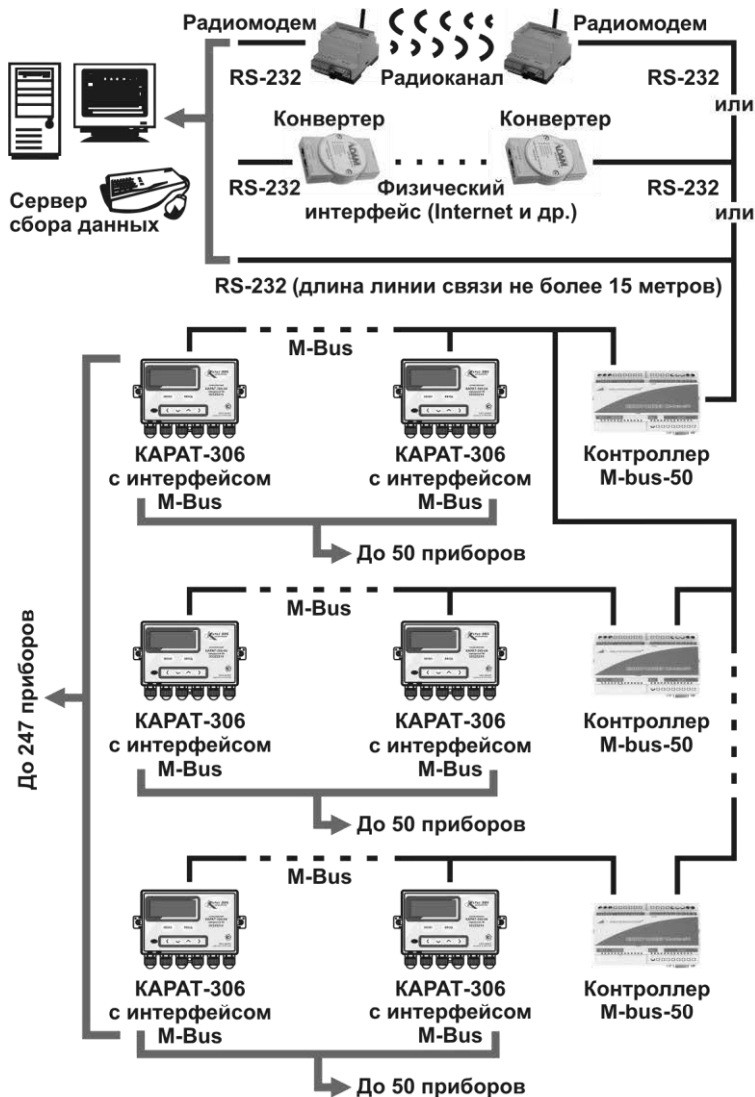 Радиомодем
Радиомодем
RS-232
Радиоканал
RS-232
или
Конвертер
Конвертер
ADAM
ADAM
RS-232
Физический
интерфейс (Internet и др.)
RS-232
или
Сервер
сбора данных
RS-232 (длина линии связи не более 15 метров)
M-Bus
КАРАТ-306
с интерфейсом
M-Bus
КАРАТ-306
с интерфейсом
M-Bus
Контроллер
M-bus-50
До 50 приборов
M-Bus
До 247 приборов
КАРАТ-306
с интерфейсом
M-Bus
КАРАТ-306
с интерфейсом
M-Bus
Контроллер
M-bus-50
До 50 приборов
M-Bus
КАРАТ-306
с интерфейсом
M-Bus
КАРАТ-306
с интерфейсом
M-Bus
Контроллер
M-bus-50
До 50 приборов